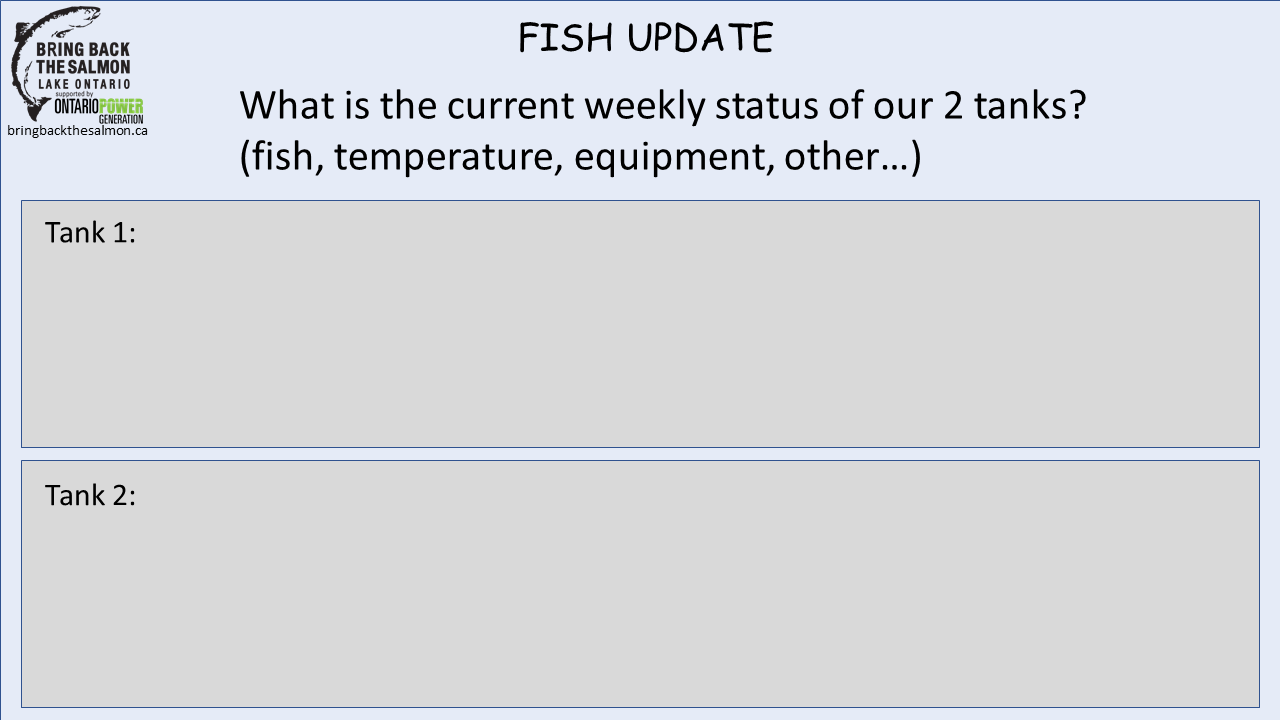 FISH UPDATE
BRING BACK
THE SALMON
LAKE ONTARIO
supported by
ONTARIOPOWER
GENERATION
bringbackthesalmon.ca
What is the current weekly status of our 2 tanks?
(fish, temperature, equipment, other…)
Tank 1:
Tank 2: